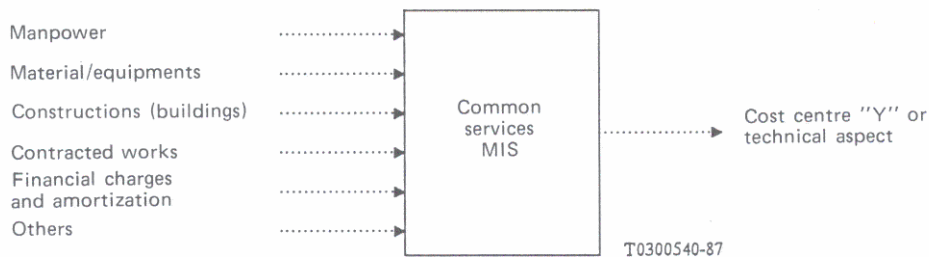 Manpower
Material/equipments
Constructions (buildings)
Contracted works
Financial charges
and amortization
Others
Common
services
MIS
Cost centre "Y" or
technical aspect
T0300540-87